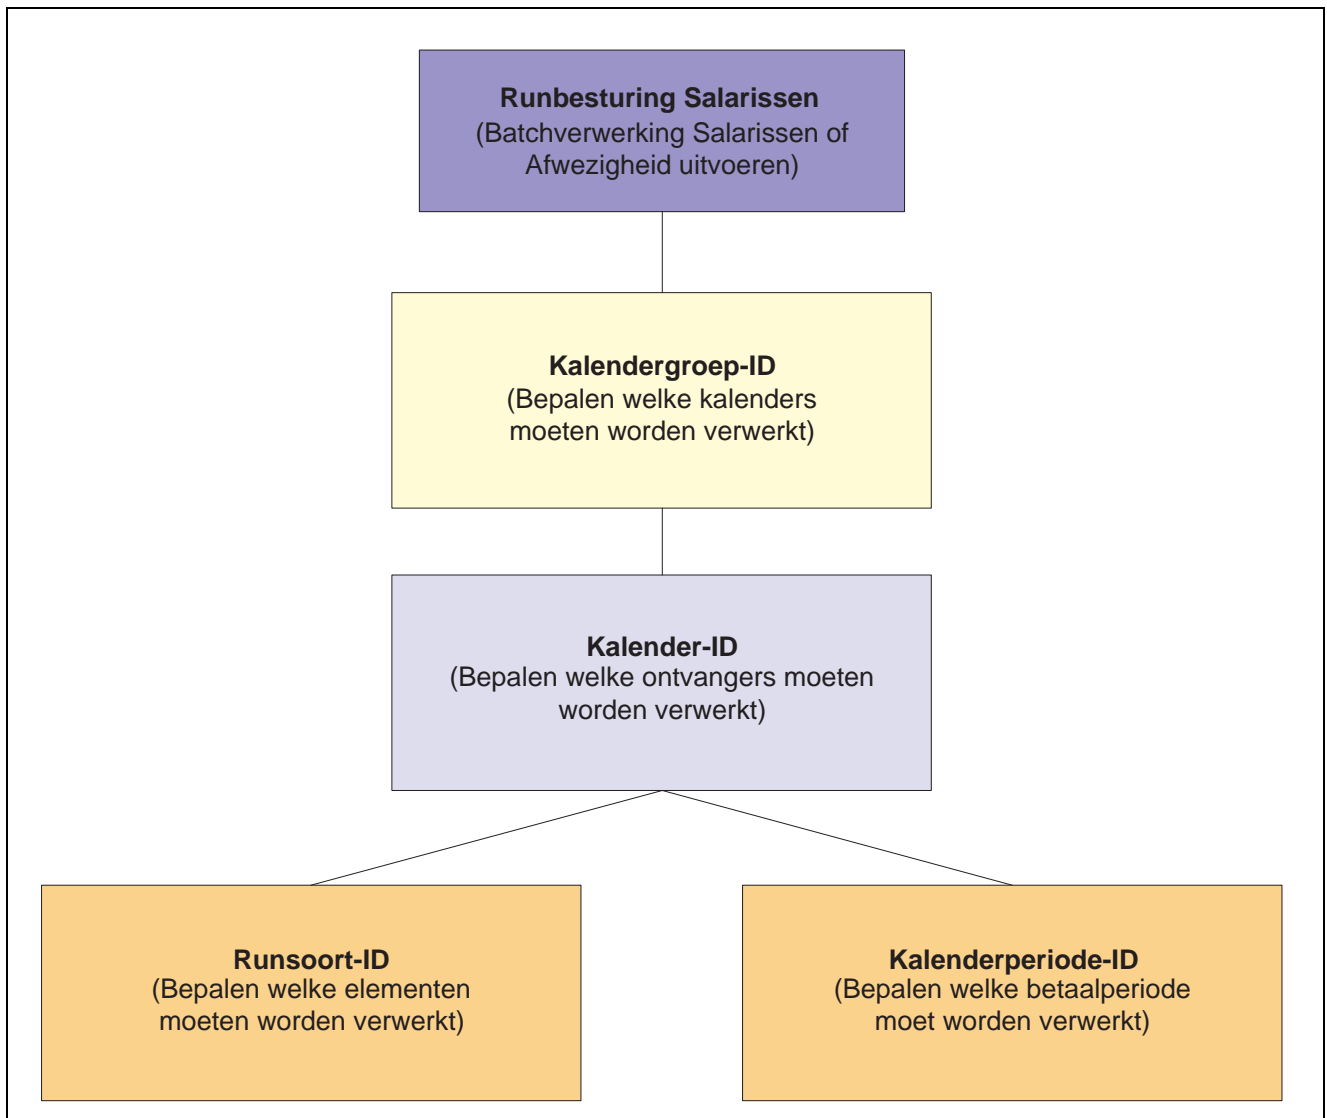 Runbesturing Salarissen
(Batchverwerking Salarissen of
Afwezigheid uitvoeren)
Kalendergroep-ID
(Bepalen welke kalenders
moeten worden verwerkt)
Kalender-ID
(Bepalen welke ontvangers moeten
worden verwerkt)
Runsoort-ID
(Bepalen welke elementen
moeten worden verwerkt)
Kalenderperiode-ID
(Bepalen welke betaalperiode
moet worden verwerkt)